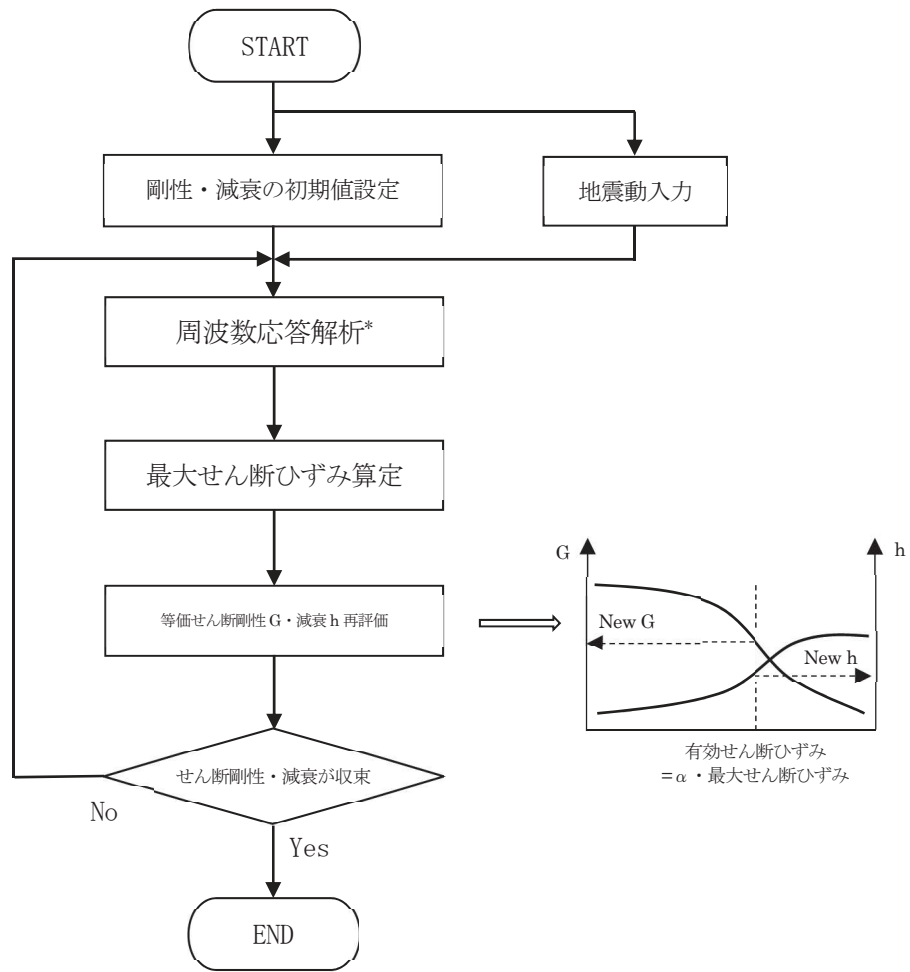 START
剛性・減衰の初期値設定
地震動入力
周波数応答解析*
最大せん断ひずみ算定
等価せん断剛性 G・減衰 h 再評価
せん断剛性・減衰が収束
No
Yes
END
G
h
New G
New h
有効せん断ひずみ
=α・最大せん断ひずみ